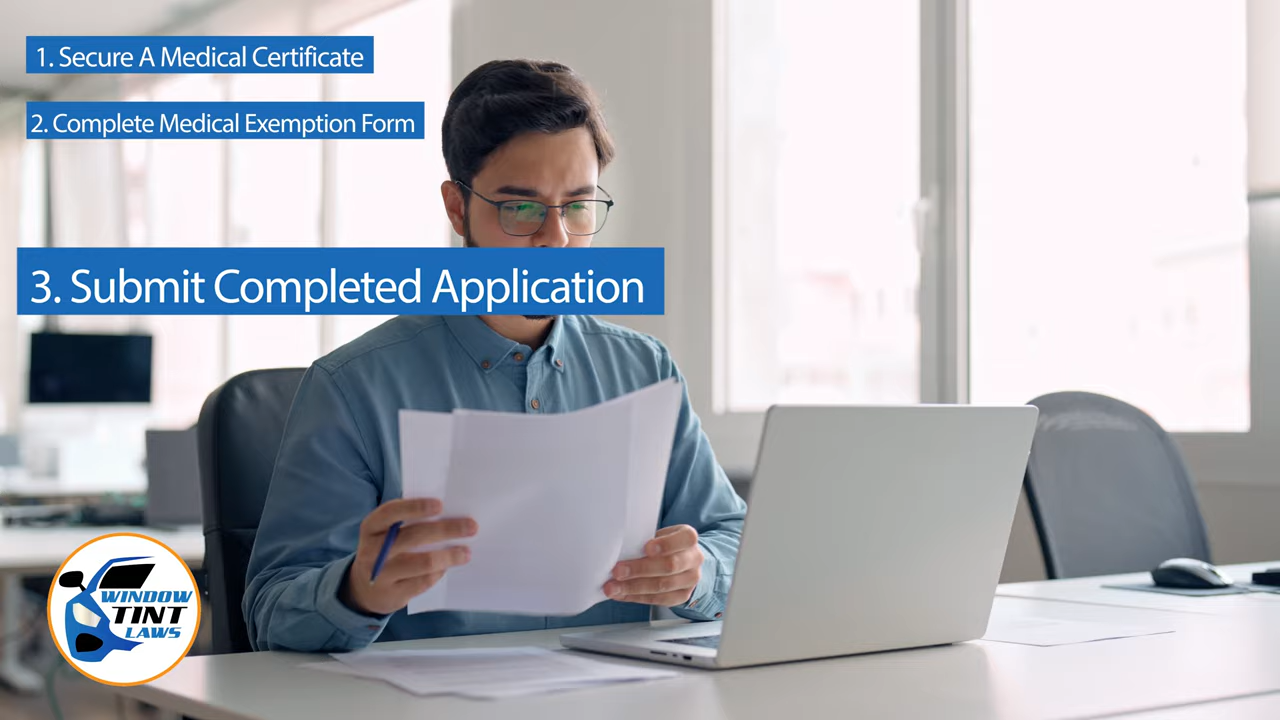 1. Secure A Medical Certificate
2. Complete Medical Exemption Form
3. Submit Completed Application
WINDOW
TINT
LAWS